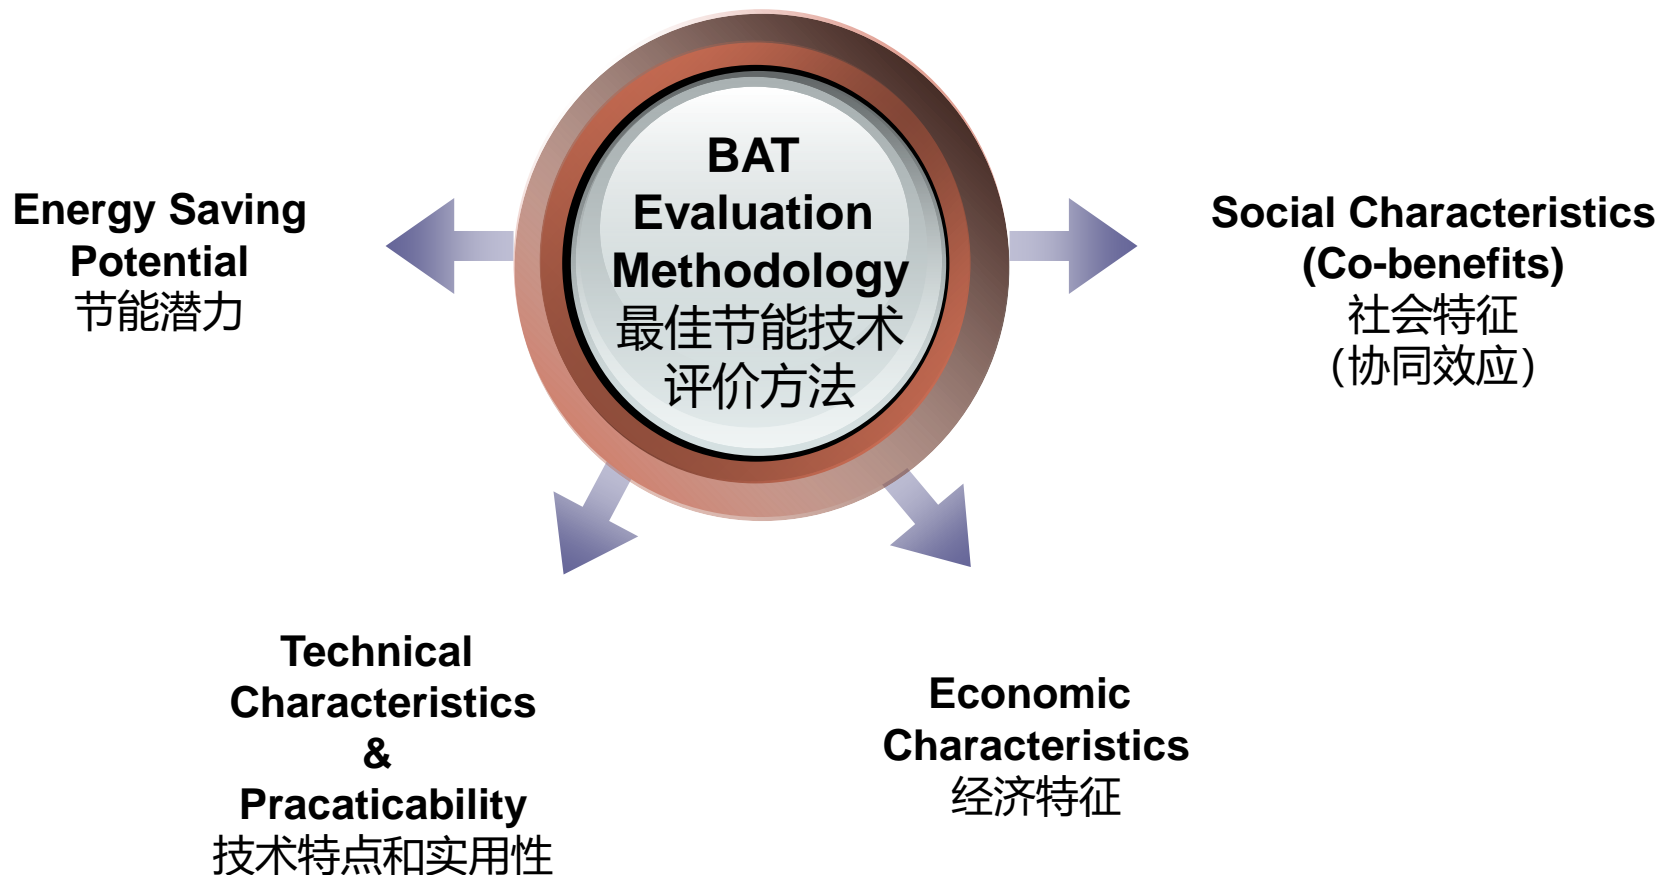 BAT
Evaluation
Methodology
最佳节能技术
评价方法
Energy Saving
Potential
节能潜力
Social Characteristics
(Co-benefits)
社会特征
（协同效应）
Technical
Characteristics
&
Pracaticability
技术特点和实用性
Economic
Characteristics
经济特征